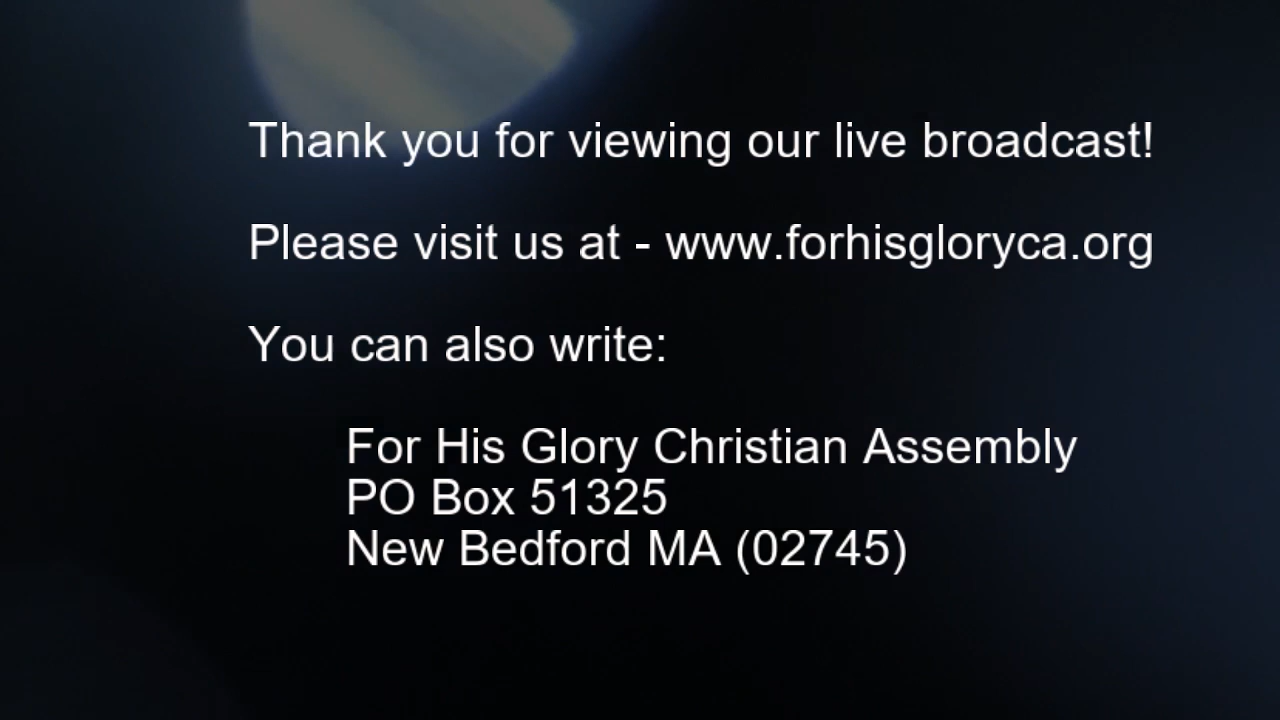 Thank you for viewing our live broadcast!
Please visit us at - www.forhisgloryca.org
You can also write:
For His Glory Christian Assembly
PO Box 51325
New Bedford MA (02745)